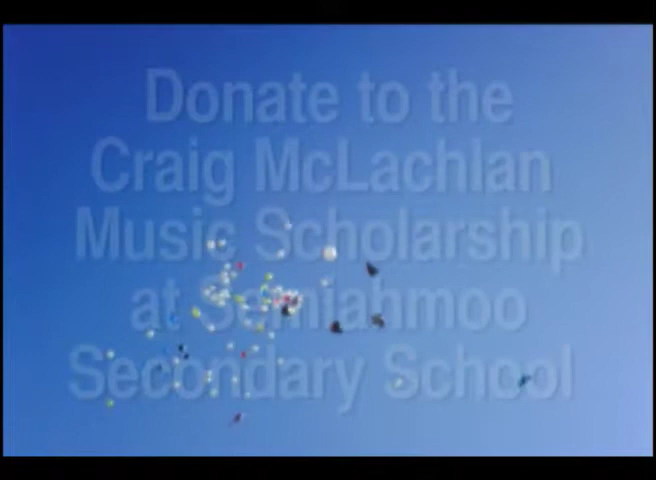 Donate to the
Craig McLachlan
Music Scholarship
at Semiahmoo
Secondary School